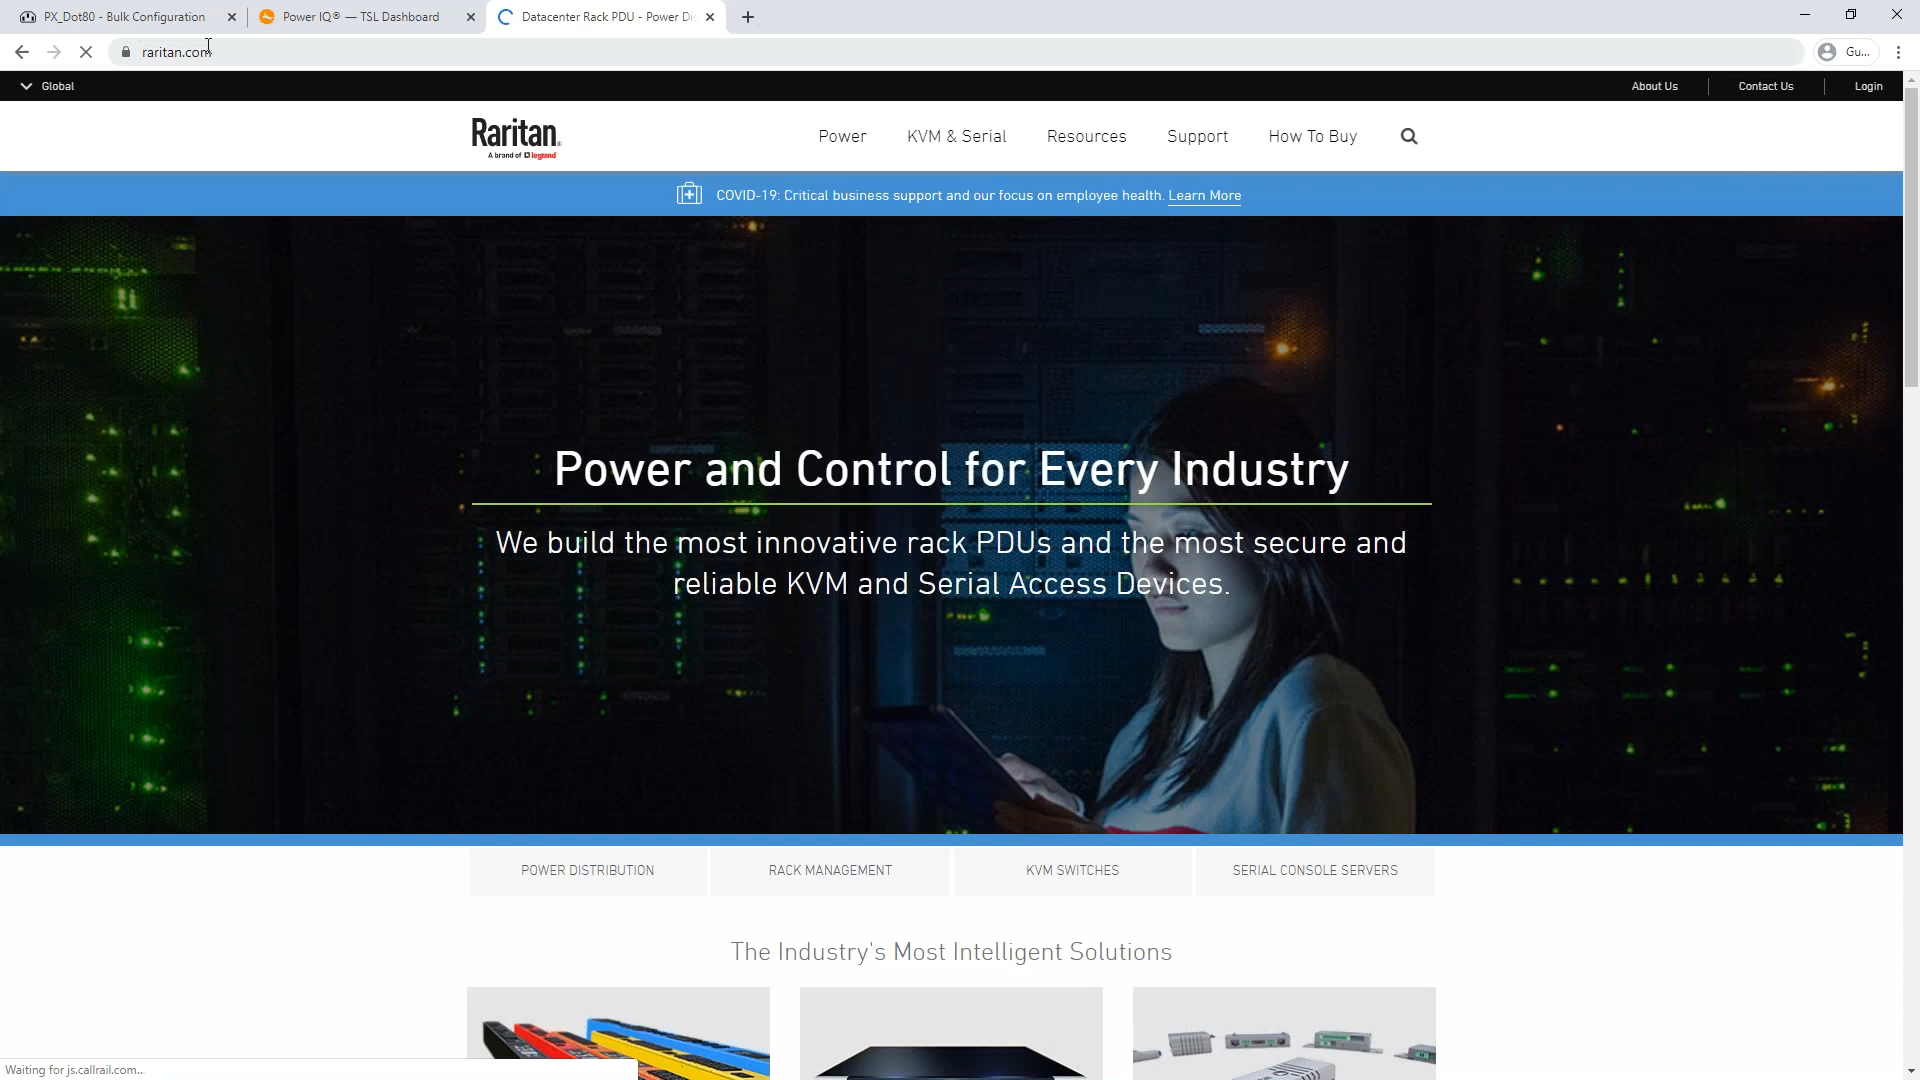 PX_Dot80 - Bulk Configuration
Power IQ® — TSL Dashboard
Datacenter Rack PDU - Power Di
raritan.com
Gu...
Global
About Us
Contact Us
Login
Raritan®
A brand of legrand
Power
KVM & Serial
Resources
Support
How To Buy
COVID-19: Critical business support and our focus on employee health. Learn More
Power and Control for Every Industry
We build the most innovative rack PDUs and the most secure and
reliable KVM and Serial Access Devices.
POWER DISTRIBUTION
RACK MANAGEMENT
KVM SWITCHES
SERIAL CONSOLE SERVERS
The Industry's Most Intelligent Solutions
Waiting for js.callrail.com...